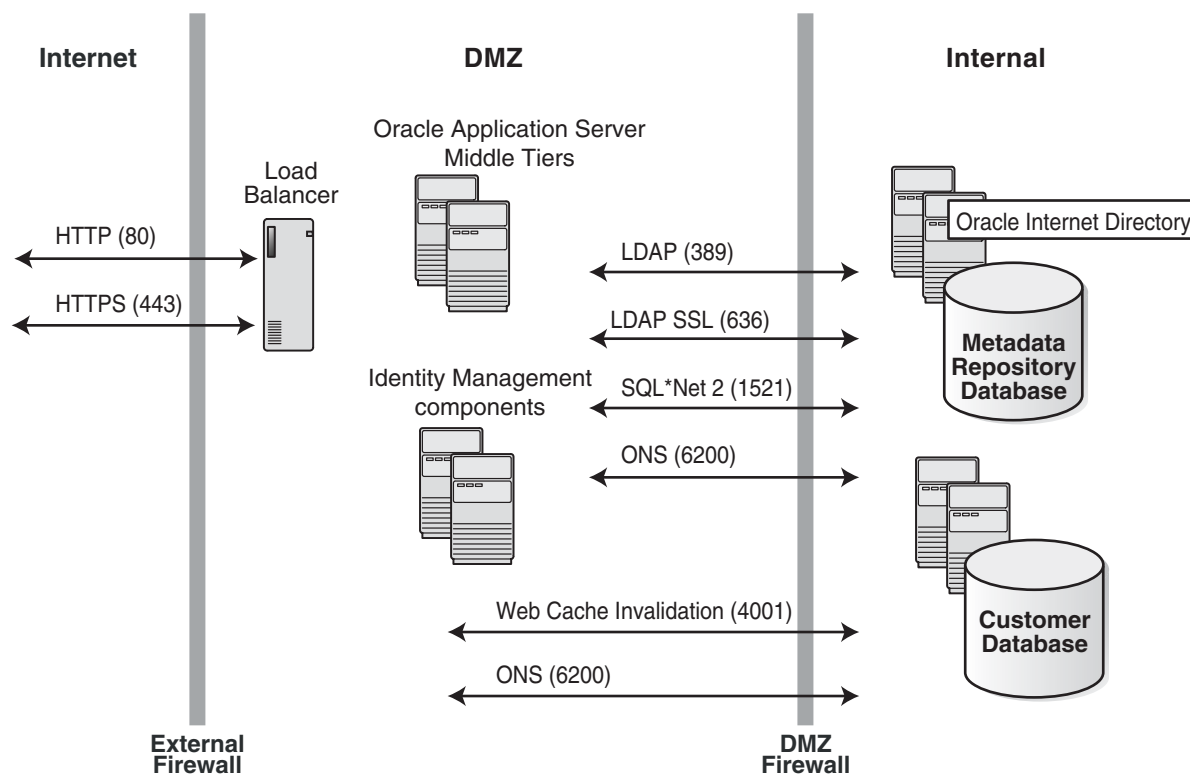 Internet
DMZ
Internal
Oracle Application Server
Middle Tiers
Load
Balancer
HTTP (80)
HTTPS (443)
LDAP (389)
LDAP SSL (636)
Oracle Internet Directory
Metadata
Repository
Database
Identity Management
components
SQL*Net 2 (1521)
ONS (6200)
Web Cache Invalidation (4001)
ONS (6200)
Customer
Database
External
Firewall
DMZ
Firewall